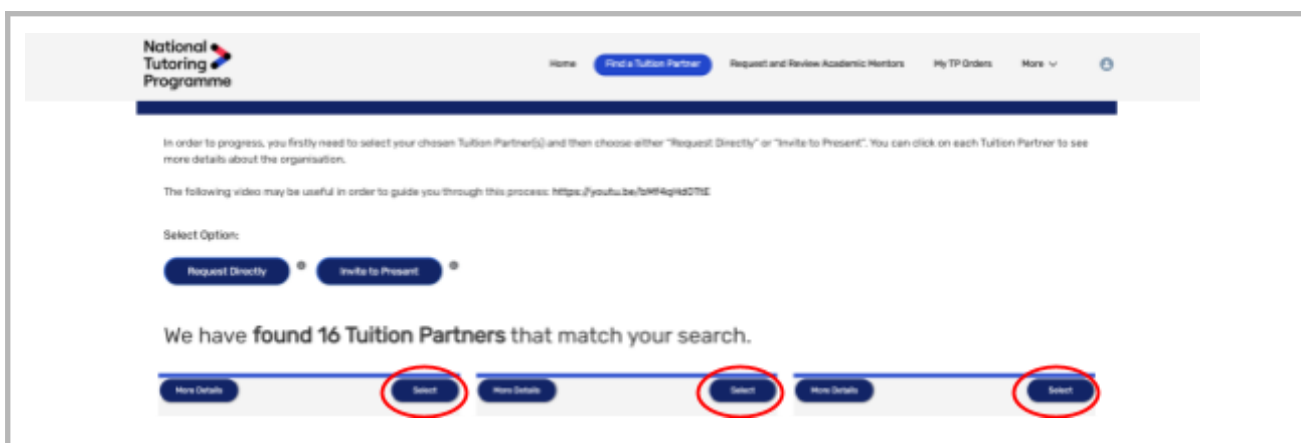 National
Tutoring
Programme
Home Find a Tuition Partner Request and Review Academic Mentors My TP Orders More
In order to progress, you firstly need to select your chosen Tuition Partner(s) and then choose either "Request Directly" or "Invite to Present". You can click on each Tuition Partner to see
more details about the organisation.
The following video may be useful in order to guide you through this process: https://youtu.be/
Select Option:
Request Directly Invite to Present
We have found 16 Tuition Partners that match your search.
More Details Select More Details Select More Details Select